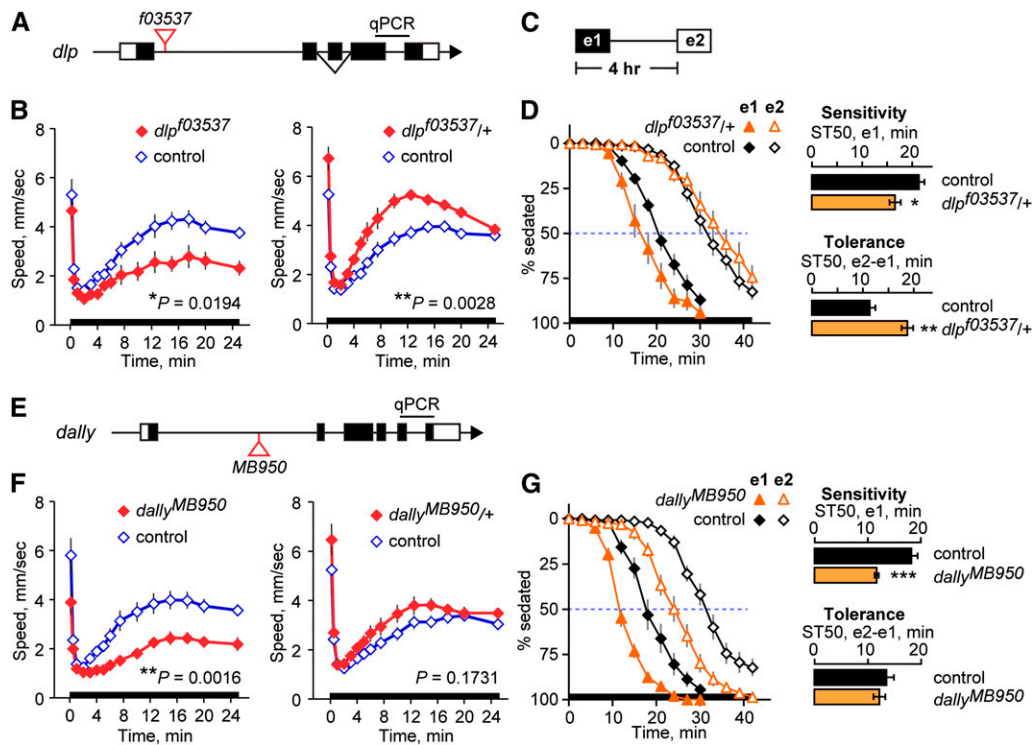 A
f03537
qPCR
dlp
C
e1
e2
4 hr
B
dlp^f03537
control
Speed, mm/sec
8
6
4
2
0
*P = 0.0194
0 4 8 12 16 20 24
Time, min
dlp^f03537/+
control
Speed, mm/sec
8
6
4
2
0
**P = 0.0028
0 4 8 12 16 20 24
Time, min
D
e1 e2
dlp^f03537/+
control
% sedated
0
25
50
75
100
0 10 20 30 40
Time, min
Sensitivity
ST50, e1, min
0 10 20
control
* dlp^f03537/+
Tolerance
ST50, e2-e1, min
0 10 20
control
** dlp^f03537/+
E
qPCR
dally
MB950
F
dally^MB950
control
Speed, mm/sec
8
6
4
2
0
**P = 0.0016
0 4 8 12 16 20 24
Time, min
dally^MB950/+
control
Speed, mm/sec
8
6
4
2
0
P = 0.1731
0 4 8 12 16 20 24
Time, min
G
e1 e2
dally^MB950
control
% sedated
0
25
50
75
100
0 10 20 30 40
Time, min
Sensitivity
ST50, e1, min
0 10 20
control
*** dally^MB950
Tolerance
ST50, e2-e1, min
0 10 20
control
dally^MB950